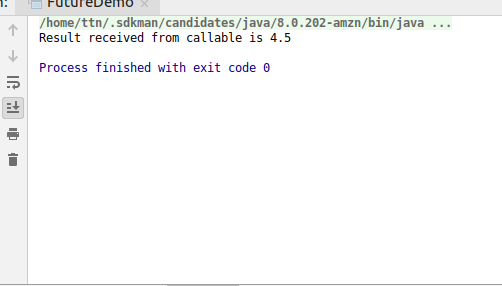 n: FutureDemo
/home/ttn/.sdkman/candidates/java/8.0.202-amzn/bin/java ...
Result received from callable is 4.5
Process finished with exit code 0